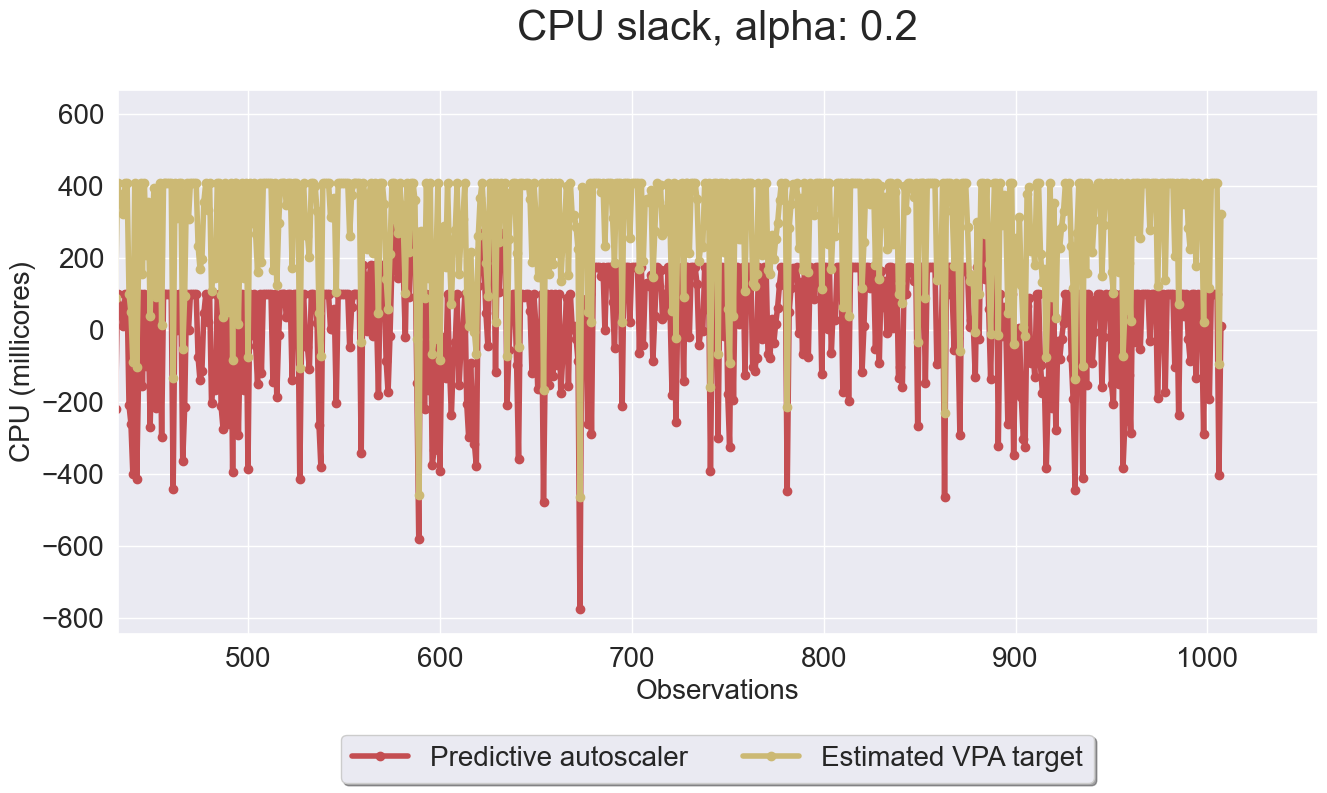 CPU slack, alpha: 0.2
600
400
200
0
−200
−400
−600
−800
CPU (millicores)
500
600
700
800
900
1000
Observations
Predictive autoscaler
Estimated VPA target